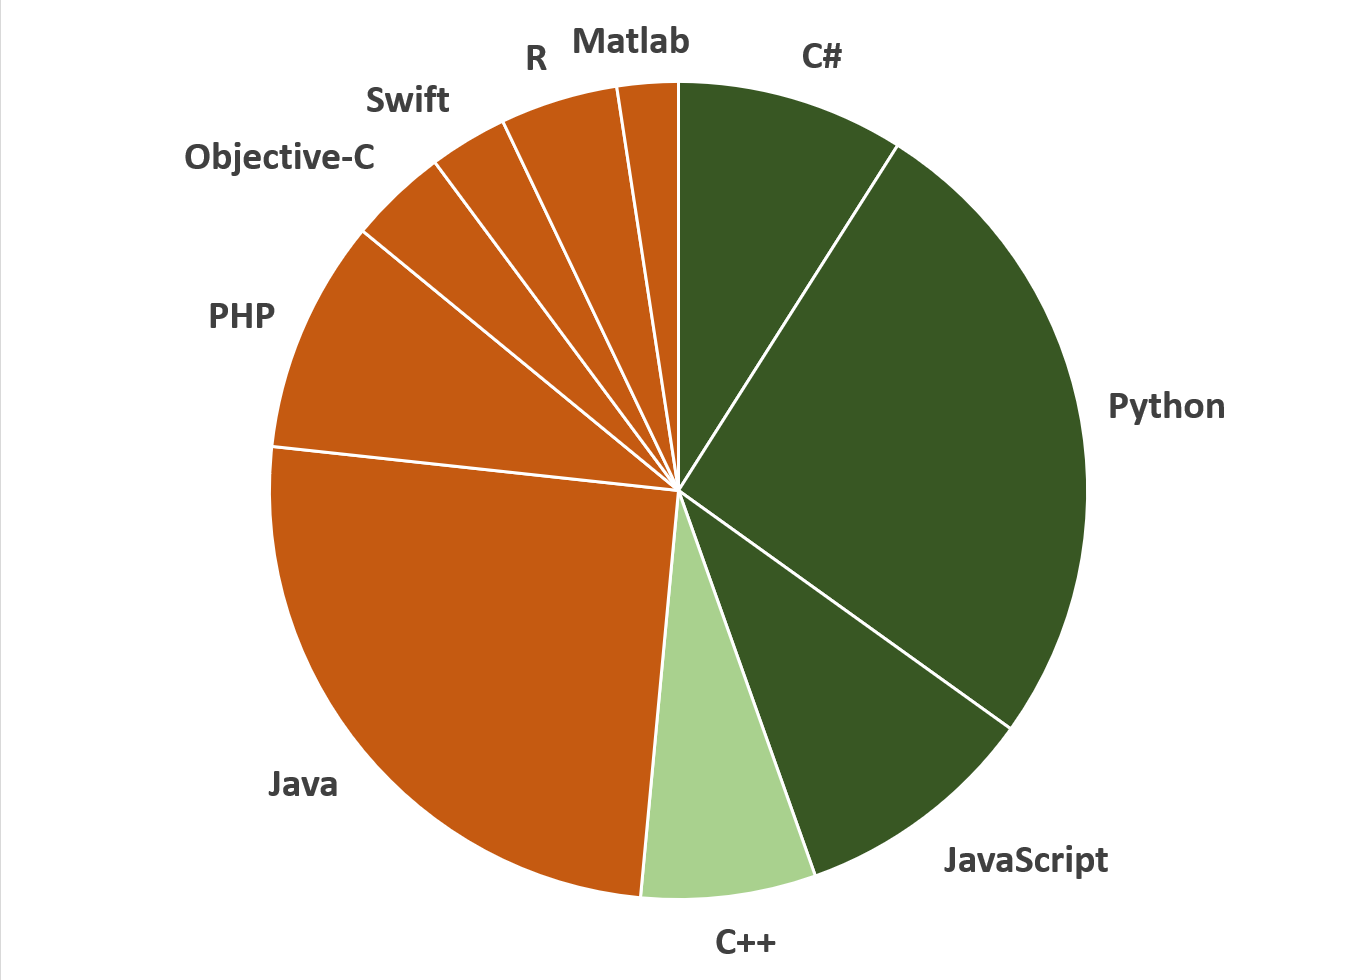 Matlab
C#
R
Swift
Objective-C
PHP
Python
Java
JavaScript
C++